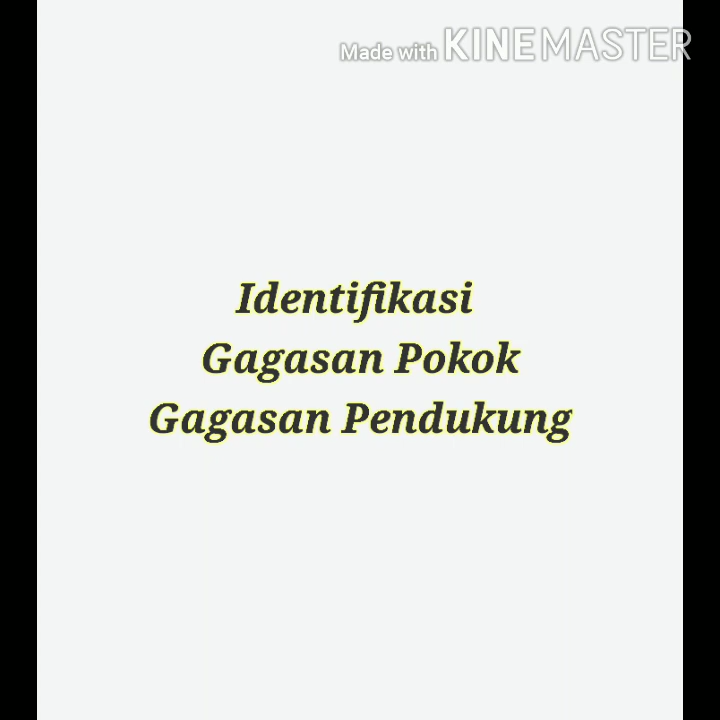 Made with KINEMASTER
Identifikasi
Gagasan Pokok
Gagasan Pendukung